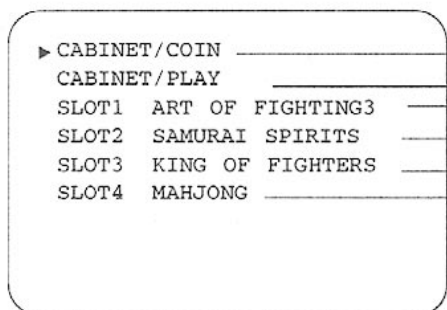 ▶ CABINET/COIN
CABINET/PLAY
SLOT1 ART OF FIGHTING3
SLOT2 SAMURAI SPIRITS
SLOT3 KING OF FIGHTERS
SLOT4 MAHJONG